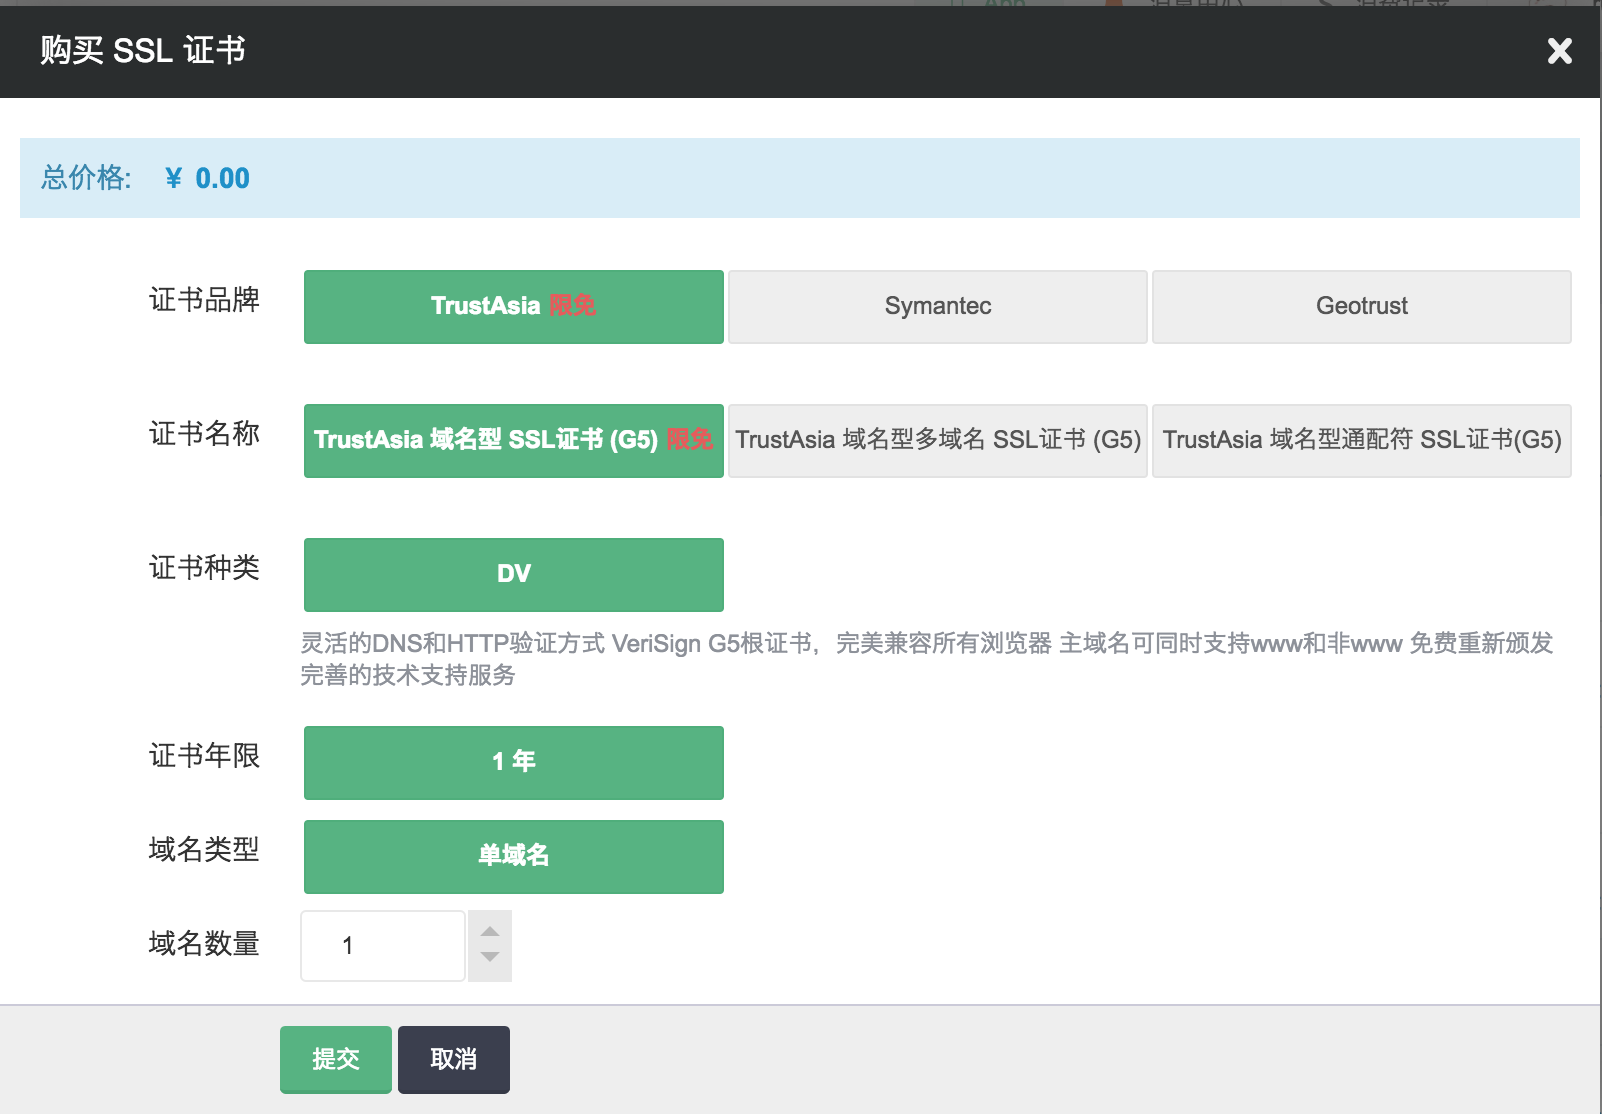 购买 SSL 证书
总价格: ¥ 0.00
证书品牌 TrustAsia 限免 Symantec Geotrust
证书名称 TrustAsia 域名型 SSL证书 (G5) 限免 TrustAsia 域名型多域名 SSL证书 (G5) TrustAsia 域名型通配符 SSL证书(G5)
证书种类 DV
灵活的DNS和HTTP验证方式 VeriSign G5根证书，完美兼容所有浏览器 主域名可同时支持www和非www 免费重新颁发
完善的技术支持服务
证书年限 1 年
域名类型 单域名
域名数量 1
提交 取消